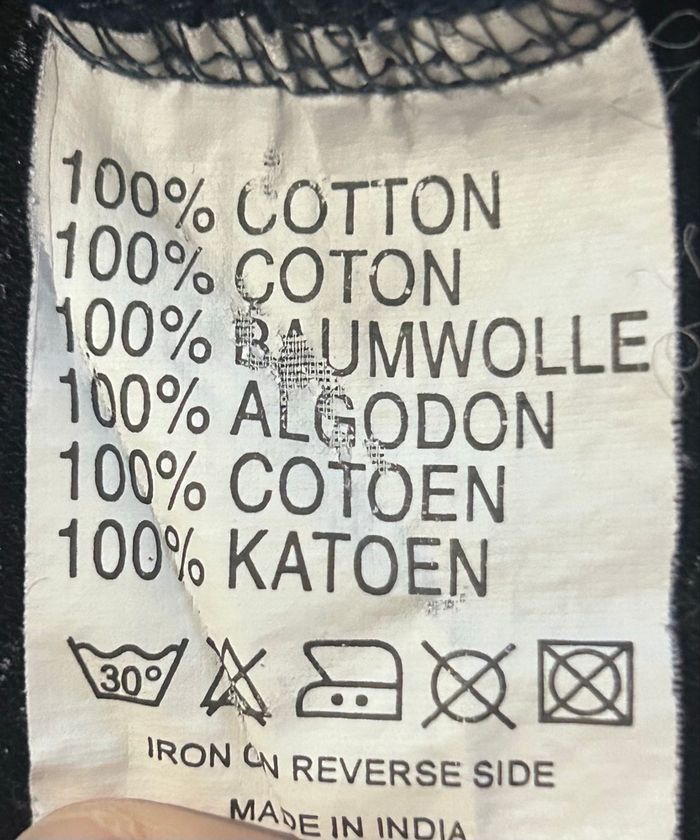 100% COTTON
100% COTON
100% BAUMWOLLE
100% ALGODON
100% COTOEN
100% KATOEN
30°
IRON ON REVERSE SIDE
MADE IN INDIA